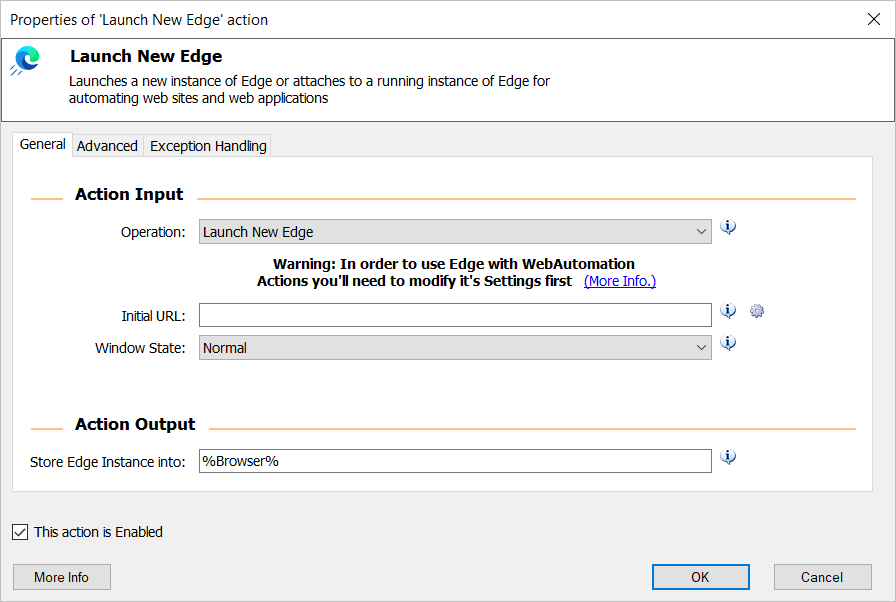 Properties of 'Launch New Edge' action
Launch New Edge
Launches a new instance of Edge or attaches to a running instance of Edge for
automating web sites and web applications
General Advanced Exception Handling
Action Input
Operation: Launch New Edge
Warning: In order to use Edge with WebAutomation
Actions you'll need to modify it's Settings first (More Info.)
Initial URL:
Window State: Normal
Action Output
Store Edge Instance into: %Browser%
This action is Enabled
More Info OK Cancel